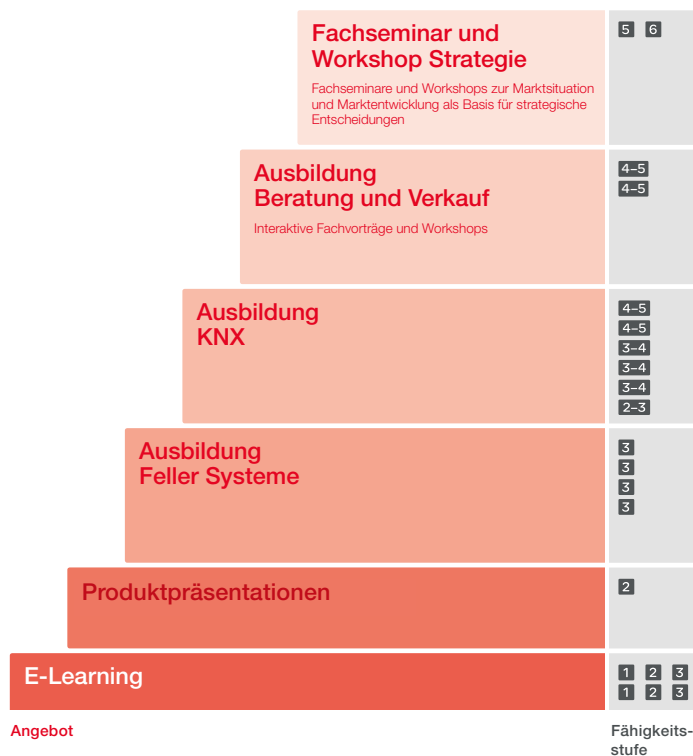 Fachseminar und
Workshop Strategie
Fachseminare und Workshops zur Marktsituation
und Marktentwicklung als Basis für strategische
Entscheidungen
5 6
Ausbildung
Beratung und Verkauf
Interaktive Fachvorträge und Workshops
4–5
4–5
Ausbildung
KNX
4–5
4–5
3–4
3–4
3–4
2–3
Ausbildung
Feller Systeme
3
3
3
3
Produktpräsentationen
2
E-Learning
1 2 3
1 2 3
Angebot
Fähigkeits-
stufe